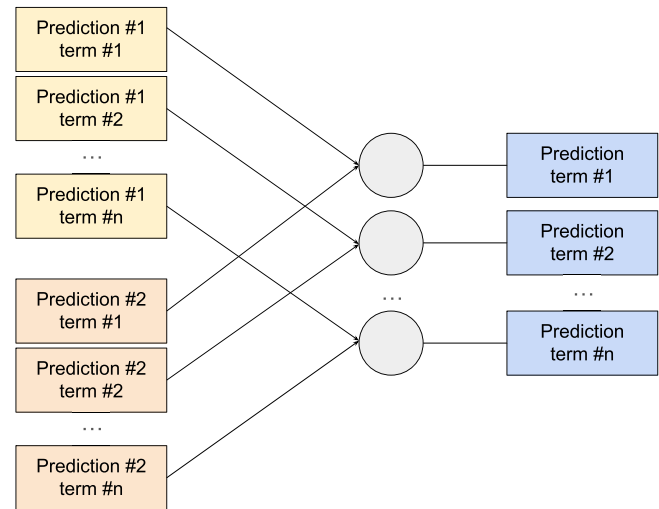 Prediction #1
term #1
Prediction #1
term #2
...
Prediction #1
term #n
Prediction #2
term #1
Prediction #2
term #2
...
Prediction #2
term #n
...
Prediction
term #1
Prediction
term #2
...
Prediction
term #n